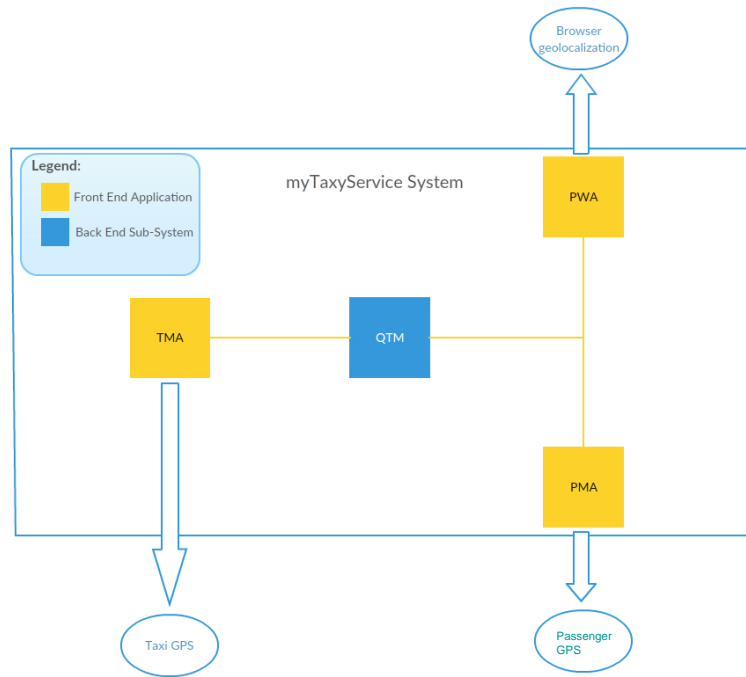 Browser
geolocalization
Legend:
Front End Application
Back End Sub-System
myTaxyService System
PWA
TMA
QTM
PMA
Taxi GPS
Passenger
GPS